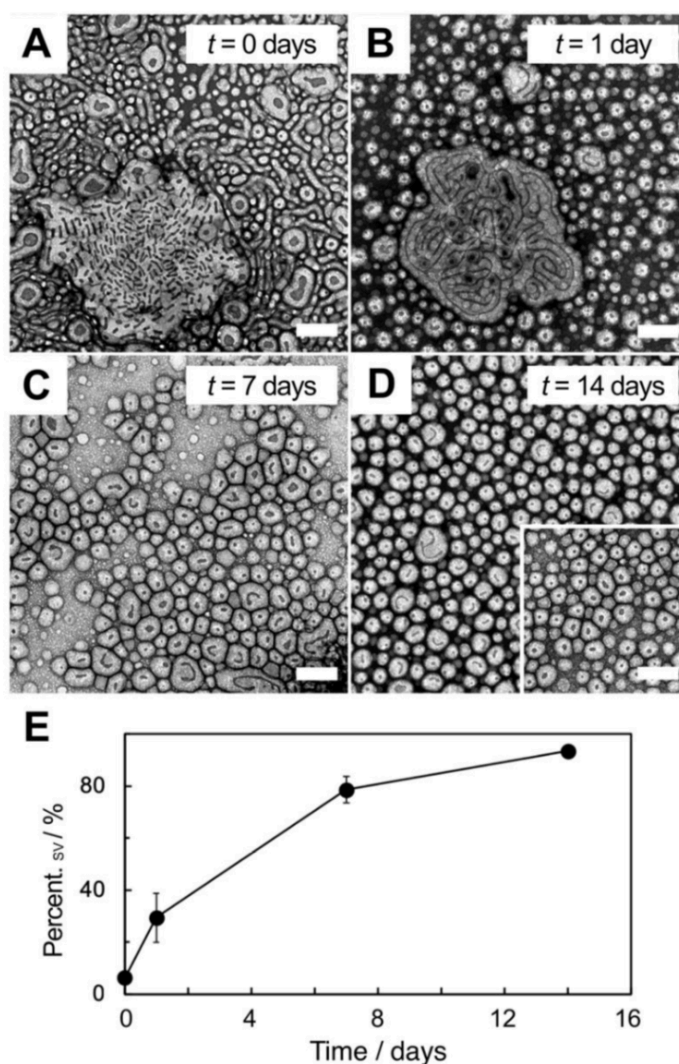 A t = 0 days
B t = 1 day
C t = 7 days
D t = 14 days
E
80
40
0
Percent. SV / %
0 4 8 12 16
Time / days